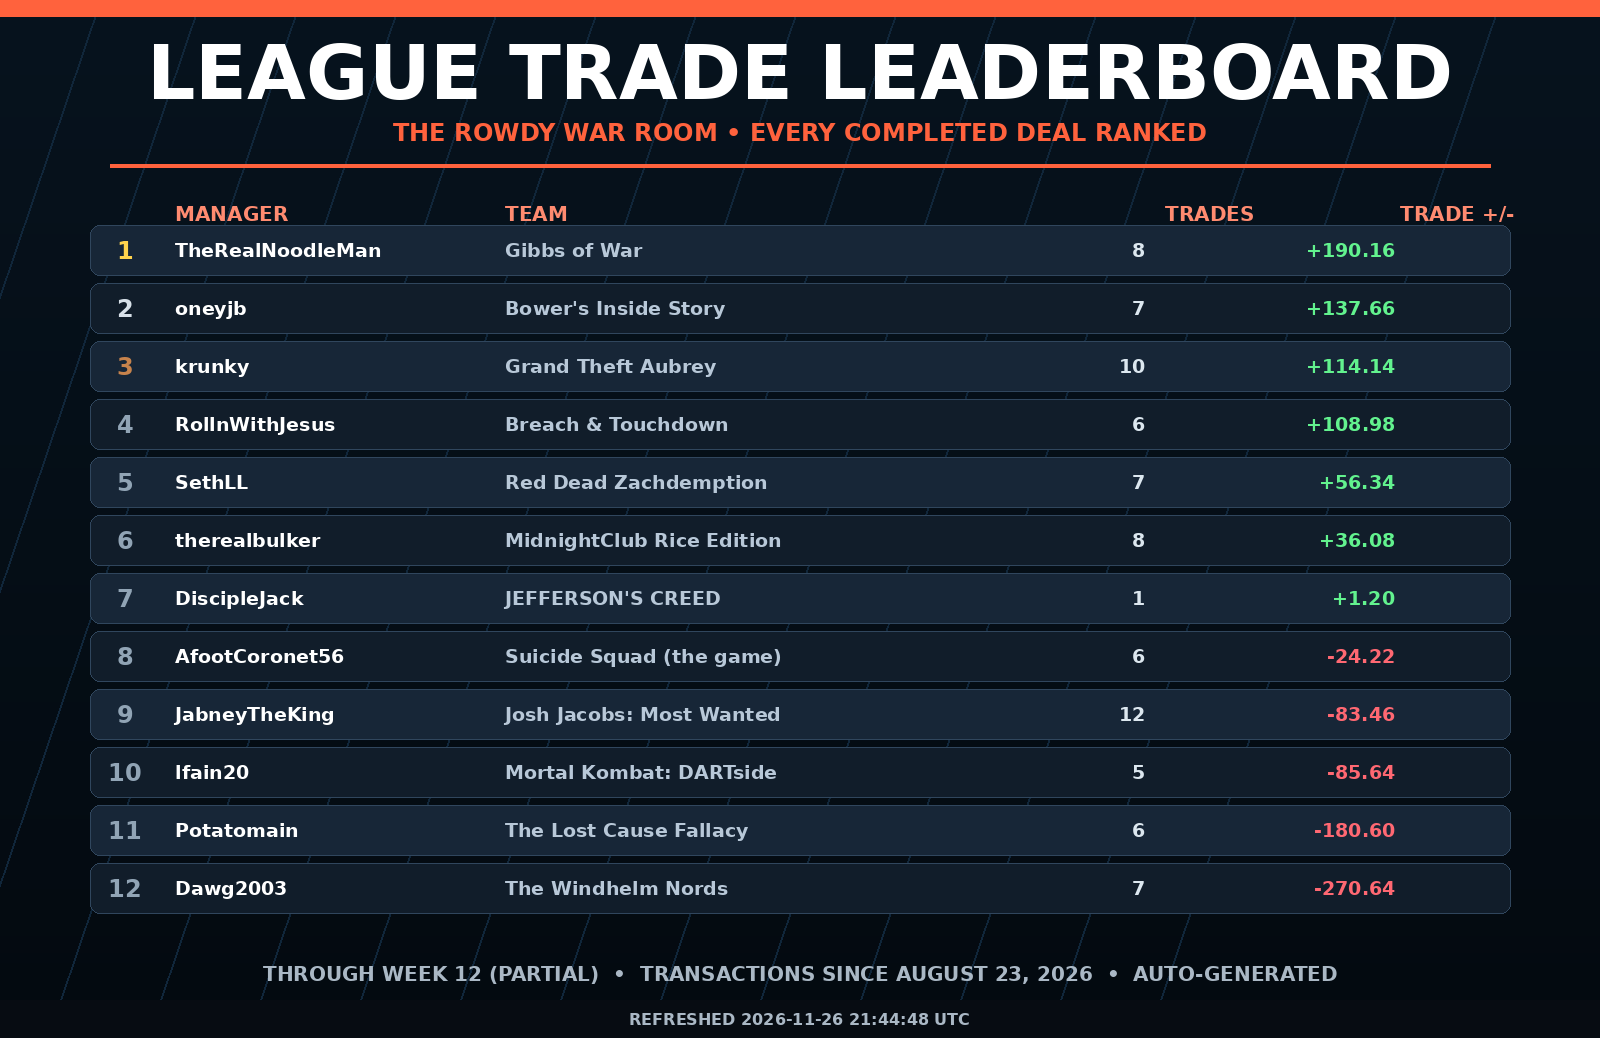 LEAGUE TRADE LEADERBOARD
THE ROWDY WAR ROOM • EVERY COMPLETED DEAL RANKED
MANAGER TEAM TRADES TRADE +/-
1 TheRealNoodleMan Gibbs of War 8 +190.16
2 oneyjb Bower's Inside Story 7 +137.66
3 krunky Grand Theft Aubrey 10 +114.14
4 RollnWithJesus Breach & Touchdown 6 +108.98
5 SethLL Red Dead Zachdemption 7 +56.34
6 therealbulker MidnightClub Rice Edition 8 +36.08
7 DiscipleJack JEFFERSON'S CREED 1 +1.20
8 AfootCoronet56 Suicide Squad (the game) 6 -24.22
9 JabneyTheKing Josh Jacobs: Most Wanted 12 -83.46
10 lfain20 Mortal Kombat: DARTside 5 -85.64
11 Potatomain The Lost Cause Fallacy 6 -180.60
12 Dawg2003 The Windhelm Nords 7 -270.64
THROUGH WEEK 12 (PARTIAL) • TRANSACTIONS SINCE AUGUST 23, 2026 • AUTO-GENERATED
REFRESHED 2026-11-26 21:44:48 UTC